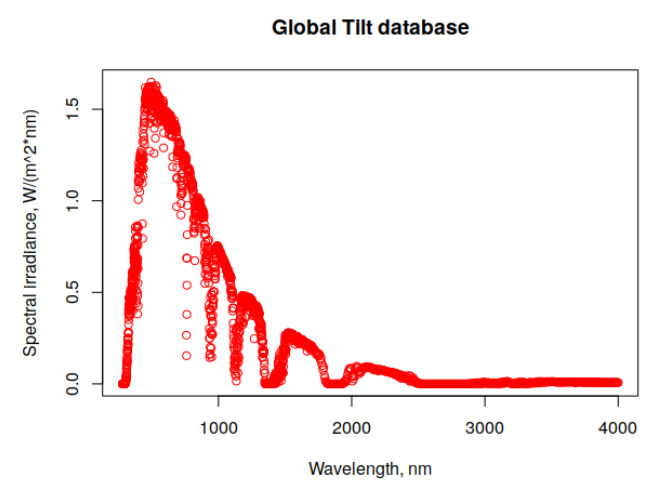 Global Tilt database
Spectral Irradiance, W/(m^2*nm)
1.5
1.0
0.5
0.0
1000 2000 3000 4000
Wavelength, nm